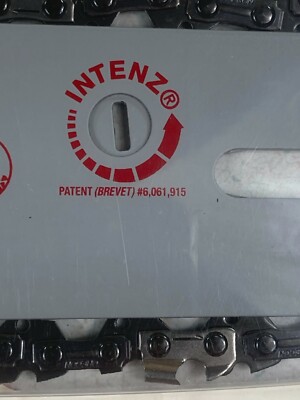 INTENZ®
PATENT (BREVET) #6,061,915